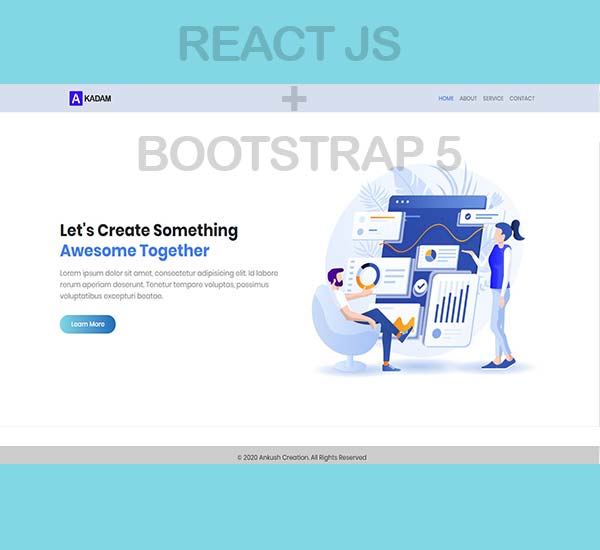 REACT JS
A KADAM
+
HOME ABOUT SERVICE CONTACT
BOOTSTRAP 5
Let's Create Something
Awesome Together
Lorem ipsum dolor sit amet, consectetur adipisicing elit. Id labore
rerum aperiam deserunt. Tenetur tempore voluptas, possimus
voluptatibus excepturi beatae.
Learn More
© 2020 Ankush Creation. All Rights Reserved